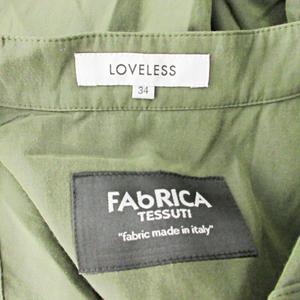 LOVELESS
34
FAbRICA
TESSUTI
"fabric made in italy"